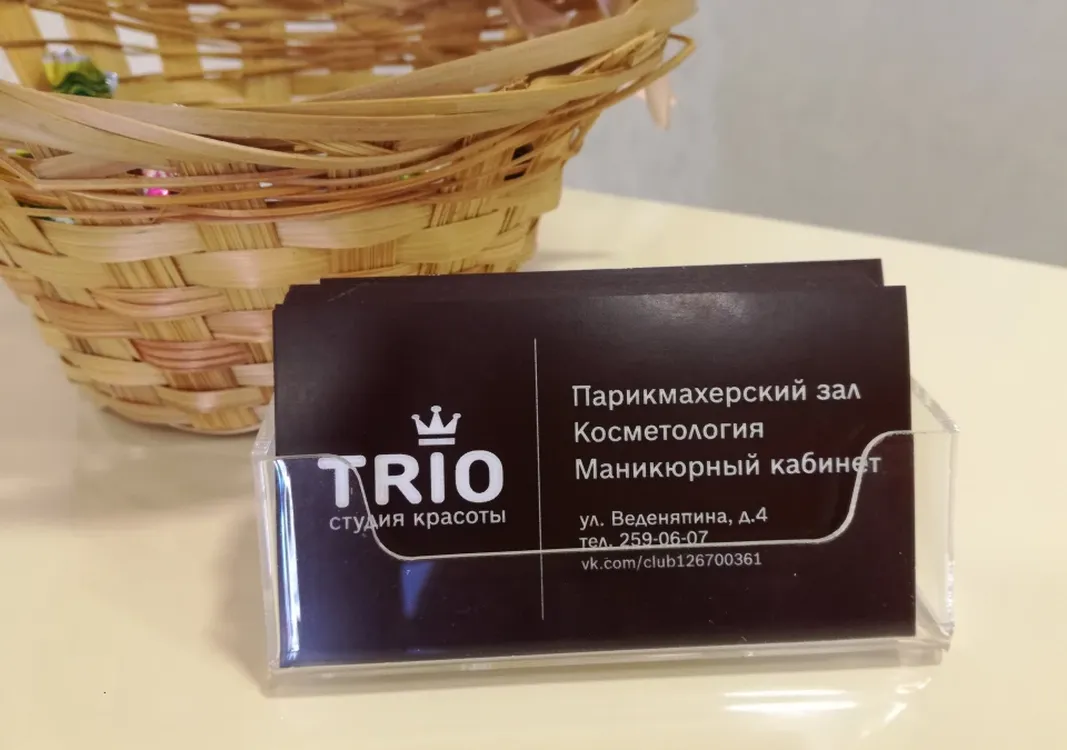 TRIO
студия красоты
Парикмахерский зал
Косметология
Маникюрный кабинет
ул. Веденяпина, д.4
тел. 259-06-07
vk.com/club126700361